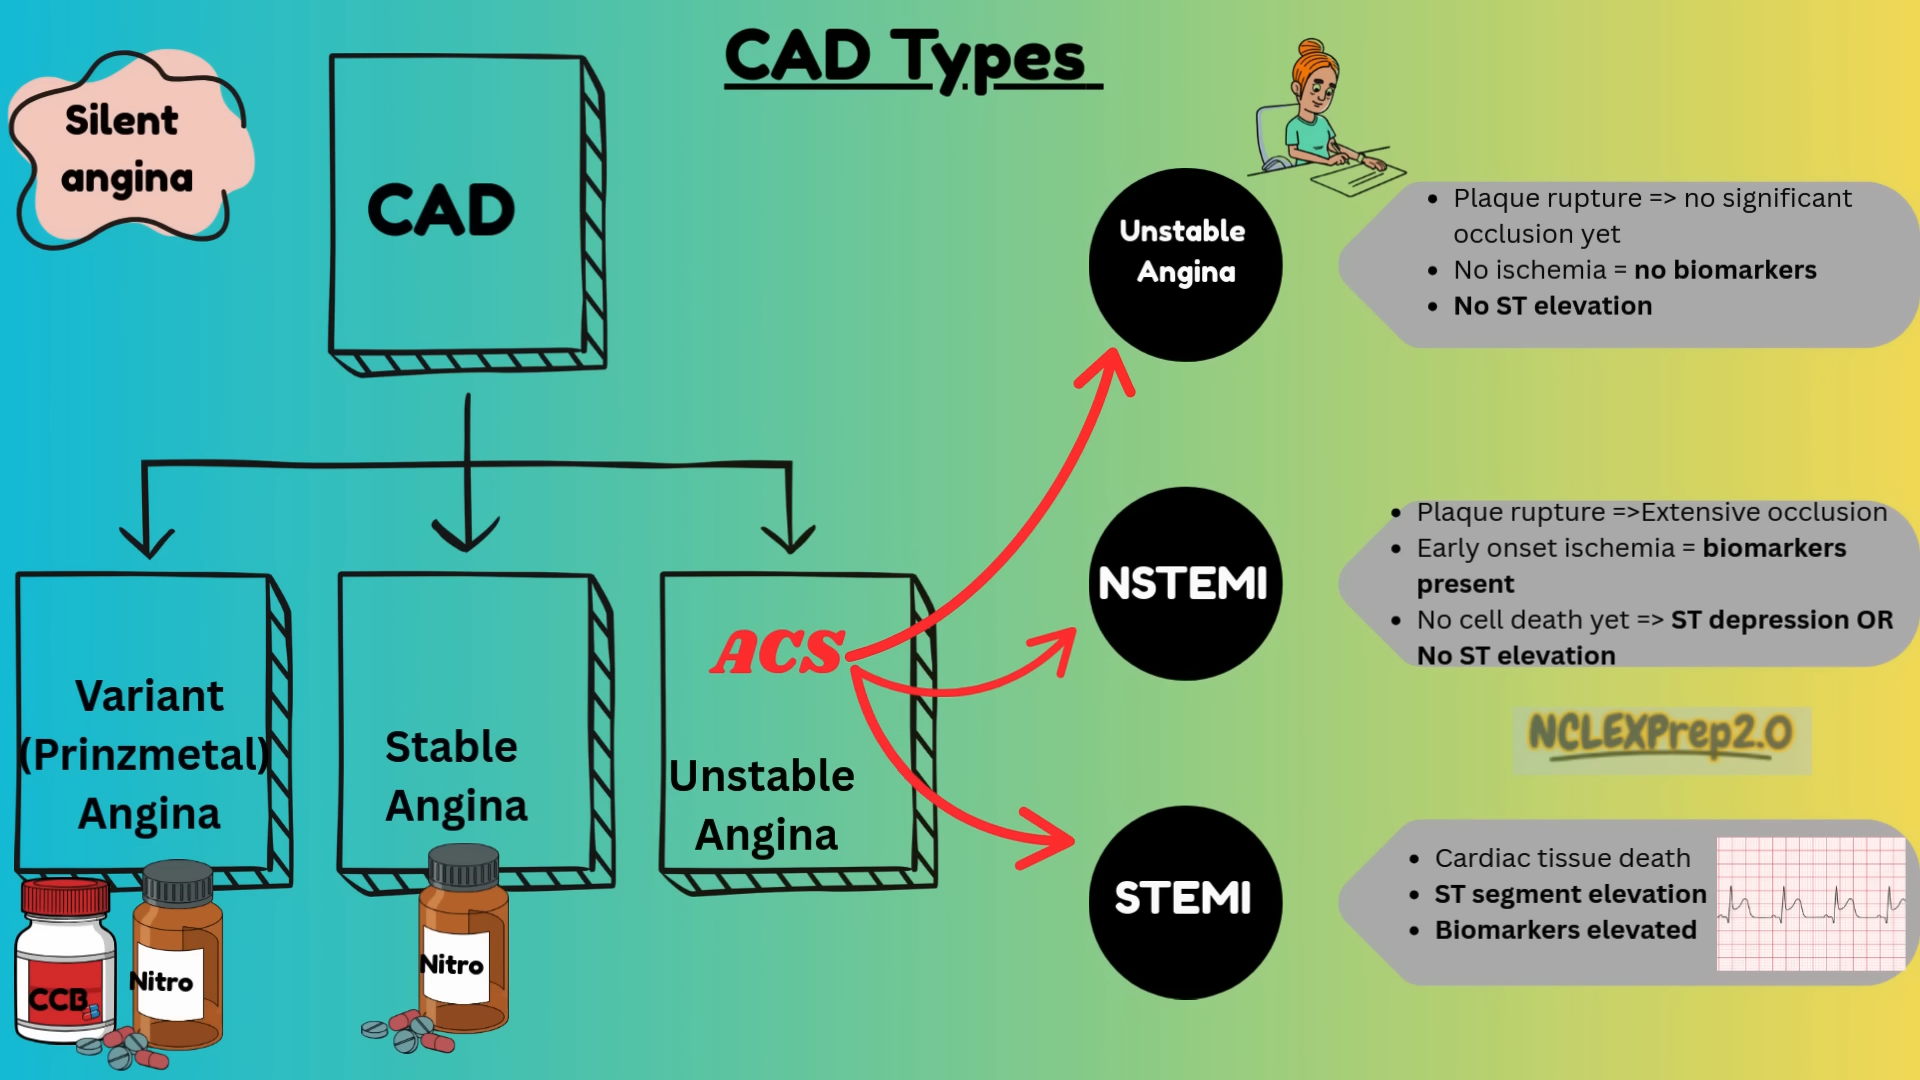 CAD Types
Silent
angina
CAD
Variant
(Prinzmetal)
Angina
CCB
Nitro
Stable
Angina
Nitro
ACS
Unstable
Angina
Unstable
Angina
• Plaque rupture => no significant
occlusion yet
• No ischemia = no biomarkers
• No ST elevation
NSTEMI
• Plaque rupture =>Extensive occlusion
• Early onset ischemia = biomarkers
present
• No cell death yet => ST depression OR
No ST elevation
NCLEXPrep2.0
STEMI
• Cardiac tissue death
• ST segment elevation
• Biomarkers elevated